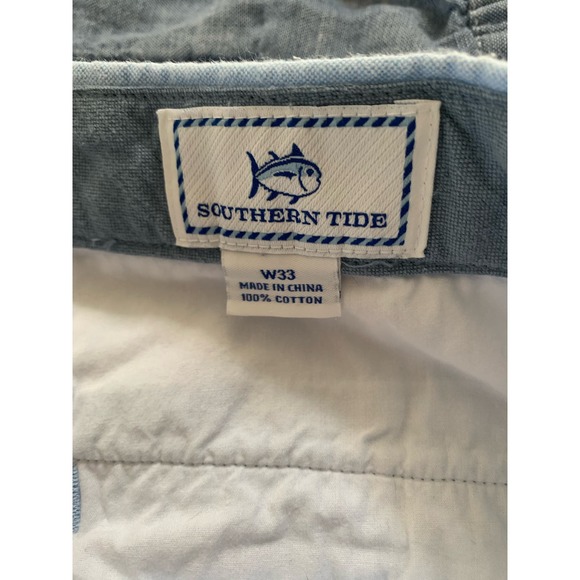 SOUTHERN TIDE
W33
MADE IN CHINA
100% COTTON